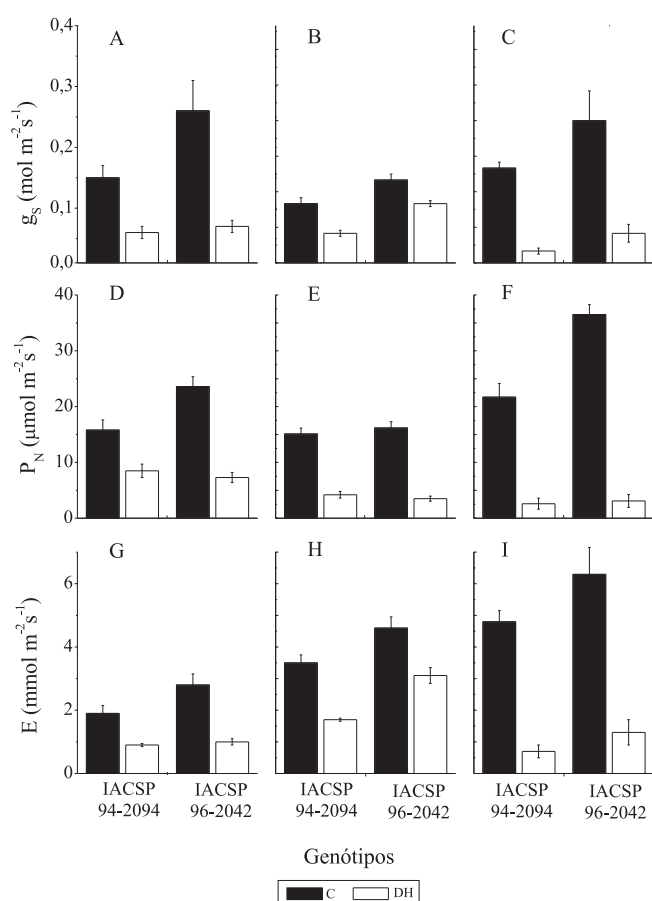 A B C
0,4
0,3
0,2
0,1
0,0
g_S (mol m^-2 s^-1)
D E F
40
30
20
10
0
P_N (µmol m^-2 s^-1)
G H I
6
4
2
0
E (mmol m^-2 s^-1)
IACSP IACSP IACSP IACSP IACSP IACSP
94-2094 96-2042 94-2094 96-2042 94-2094 96-2042
Genótipos
C DH